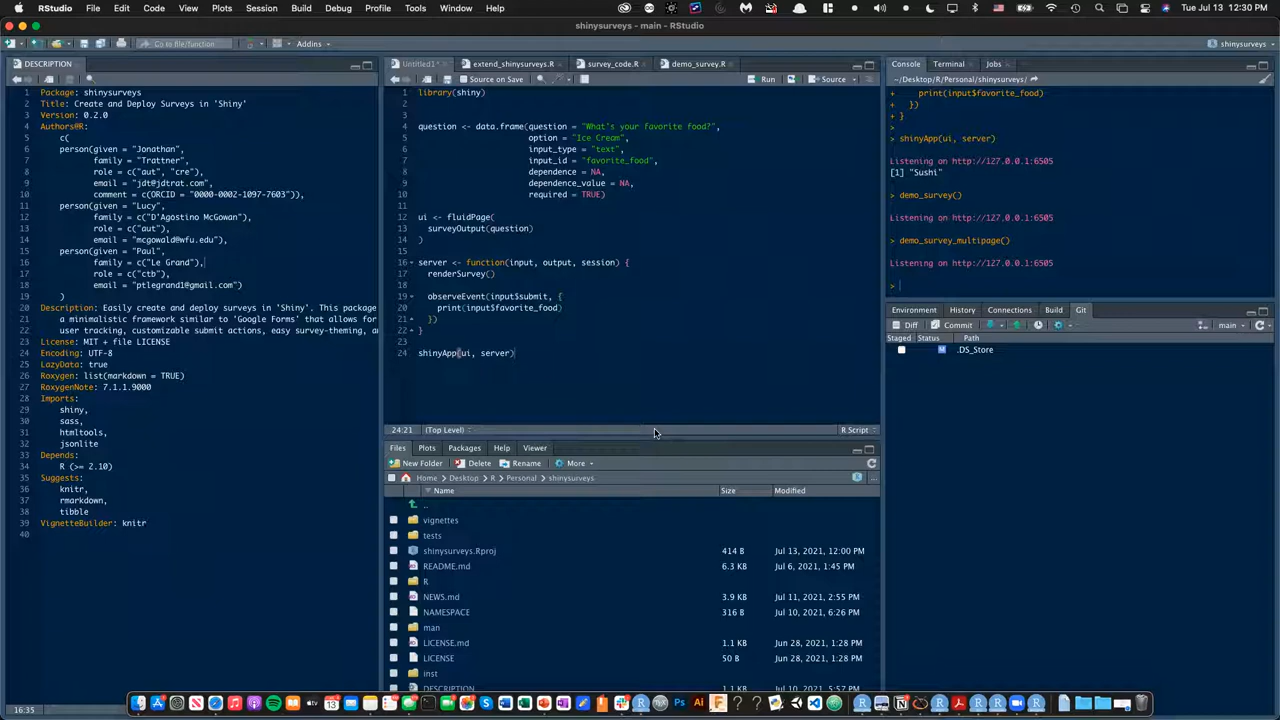 RStudio File Edit Code View Plots Session Build Debug Profile Tools Window Help Tue Jul 13 12:30 PM
shinysurveys - main - RStudio
Go to file/function Addins shinysurveys
DESCRIPTION
1 Package: shinysurveys
2 Title: Create and Deploy Surveys in 'Shiny'
3 Version: 0.2.0
4 Authors@R:
5 c(
6 person(given = "Jonathan",
7 family = "Trattner",
8 role = c("aut", "cre"),
9 email = "jdt@jdtrat.com",
10 comment = c(ORCID = "0000-0002-1097-7603")),
11 person(given = "Lucy",
12 family = c("D'Agostino McGowan"),
13 role = c("aut"),
14 email = "mcgowald@wfu.edu"),
15 person(given = "Paul",
16 family = c("Le Grand"),
17 role = c("ctb"),
18 email = "ptlegrand1@gmail.com")
19 )
20 Description: Easily create and deploy surveys in 'Shiny'. This package
21 a minimalistic framework similar to 'Google Forms' that allows for
22 user tracking, customizable submit actions, easy survey-theming, a
23 License: MIT + file LICENSE
24 Encoding: UTF-8
25 LazyData: true
26 Roxygen: list(markdown = TRUE)
27 RoxygenNote: 7.1.1.9000
28 Imports:
29 shiny,
30 sass,
31 htmltools,
32 jsonlite
33 Depends:
34 R (>= 2.10)
35 Suggests:
36 knitr,
37 rmarkdown,
38 tibble
39 VignetteBuilder: knitr
40
16:35
Untitled1* extend_shinysurveys.R survey_code.R demo_survey.R
Source on Save Run Source
1 library(shiny)
2
3
4 question <- data.frame(question = "What's your favorite food?",
5 option = "Ice Cream",
6 input_type = "text",
7 input_id = "favorite_food",
8 dependence = NA,
9 dependence_value = NA,
10 required = TRUE)
11
12 ui <- fluidPage(
13 surveyOutput(question)
14 )
15
16 server <- function(input, output, session) {
17 renderSurvey()
18
19 observeEvent(input$submit, {
20 print(input$favorite_food)
21 })
22 }
23
24 shinyApp(ui, server)
24:21 (Top Level) R Script
Files Plots Packages Help Viewer
New Folder Delete Rename More
Home Desktop R Personal shinysurveys
Name Size Modified
..
vignettes
tests
shinysurveys.Rproj 414 B Jul 13, 2021, 12:00 PM
README.md 6.3 KB Jul 6, 2021, 1:45 PM
R
NEWS.md 3.9 KB Jul 11, 2021, 2:55 PM
NAMESPACE 316 B Jul 10, 2021, 6:26 PM
man
LICENSE.md 1.1 KB Jun 28, 2021, 1:28 PM
LICENSE 50 B Jun 28, 2021, 1:28 PM
inst
DESCRIPTION 1.1 KB Jul 10, 2021, 5:57 PM
Console Terminal Jobs
~/Desktop/R/Personal/shinysurveys/
+ print(input$favorite_food)
+ })
+ }
>
> shinyApp(ui, server)
Listening on http://127.0.0.1:6505
[1] "Sushi"
> demo_survey()
Listening on http://127.0.0.1:6505
> demo_survey_multipage()
Listening on http://127.0.0.1:6505
>
Environment History Connections Build Git
Diff Commit main
Staged Status Path
M .DS_Store